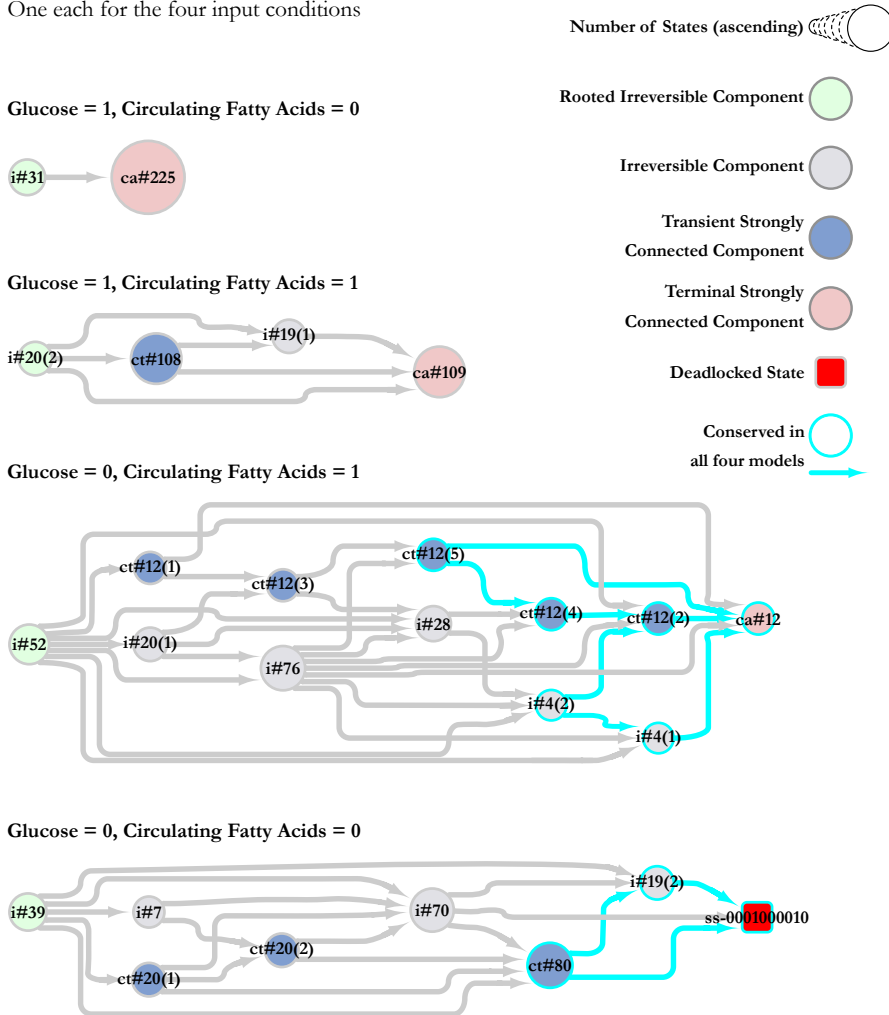 One each for the four input conditions
Number of States (ascending)
Rooted Irreversible Component
Irreversible Component
Transient Strongly
Connected Component
Terminal Strongly
Connected Component
Deadlocked State
Conserved in
all four models
Glucose = 1, Circulating Fatty Acids = 0
i#31
ca#225
Glucose = 1, Circulating Fatty Acids = 1
i#20(2)
ct#108
i#19(1)
ca#109
Glucose = 0, Circulating Fatty Acids = 1
i#52
ct#12(1)
i#20(1)
ct#12(3)
i#76
ct#12(5)
i#28
ct#12(4)
i#4(2)
ct#12(2)
i#4(1)
ca#12
Glucose = 0, Circulating Fatty Acids = 0
i#39
i#7
ct#20(1)
ct#20(2)
i#70
ct#80
i#19(2)
ss-0001000010